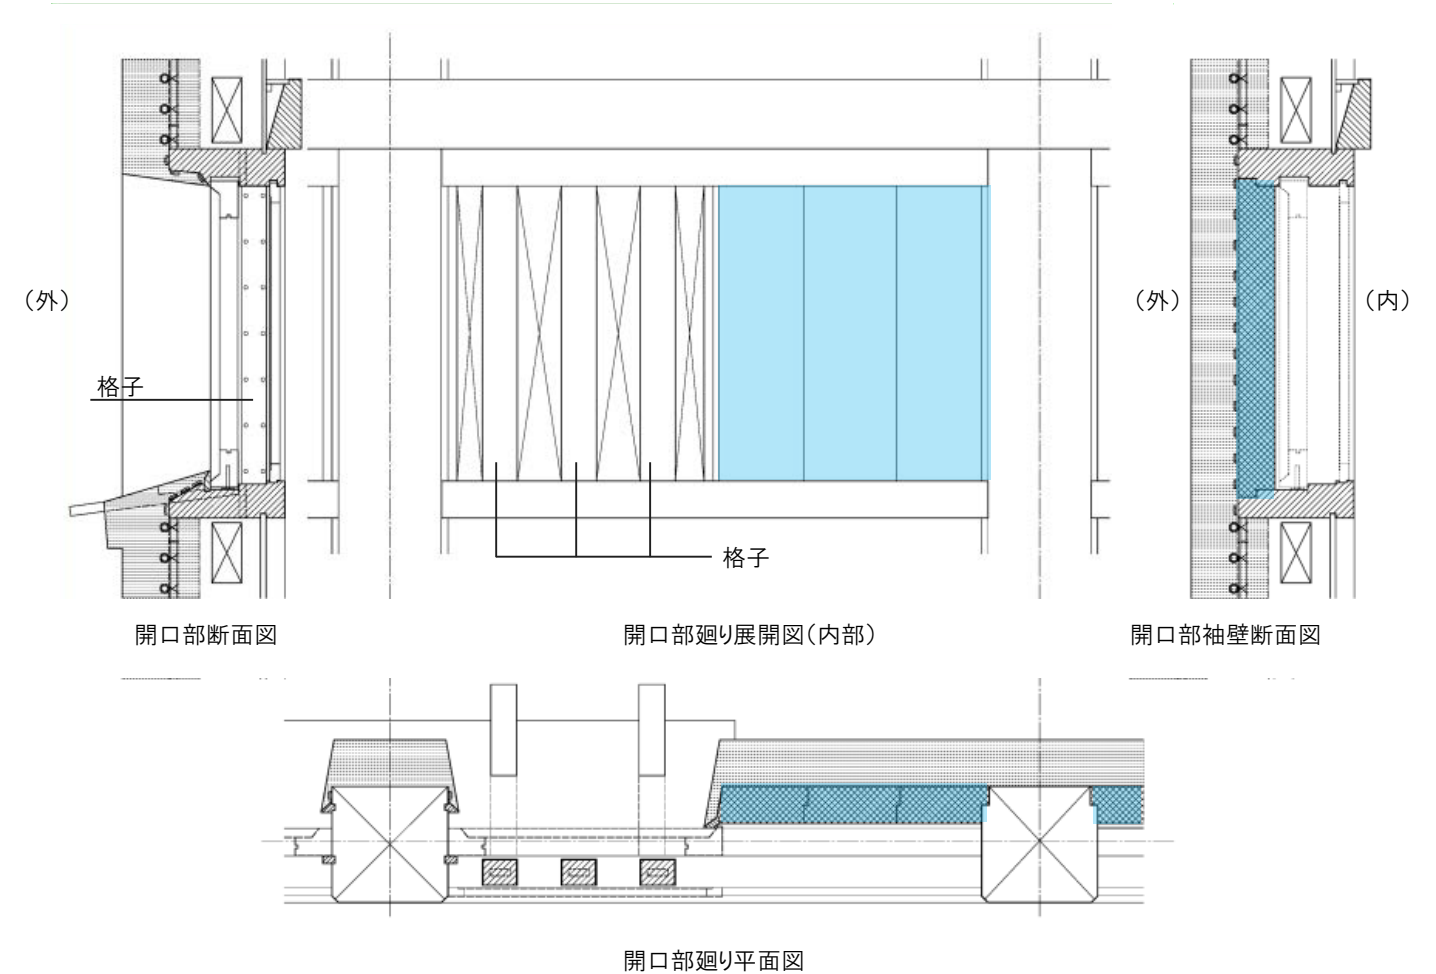 （外）
格子
格子
（外）
（内）
開口部断面図
開口部廻り展開図（内部）
開口部袖壁断面図
開口部廻り平面図